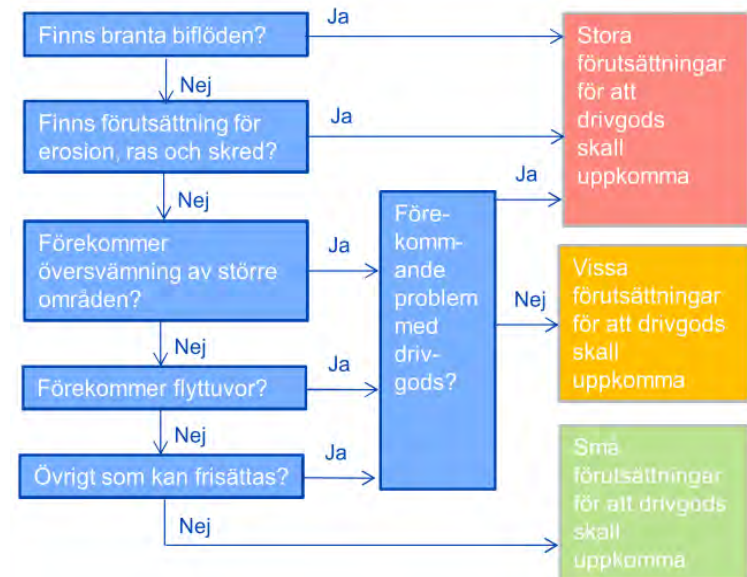 Finns branta biflöden?
Ja
Nej
Finns förutsättning för
erosion, ras och skred?
Ja
Nej
Förekommer
översvämning av större
områden?
Ja
Nej
Förekommer flyttuvor?
Ja
Nej
Övrigt som kan frisättas?
Ja
Nej
Före-
komm-
ande
problem
med
driv-
gods?
Ja
Nej
Stora
förutsättningar
för att
drivgods
skall
uppkomma
Vissa
förutsättningar
för att drivgods
skall
uppkomma
Små
förutsättningar
för att drivgods
skall
uppkomma